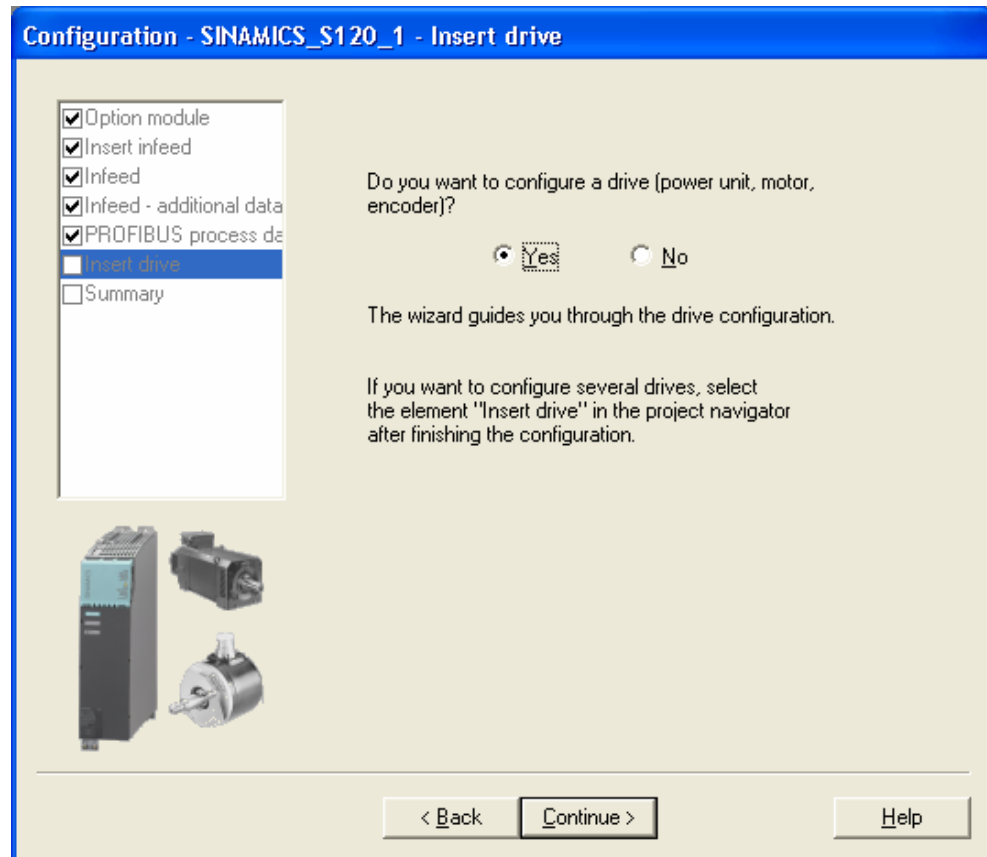 Configuration - SINAMICS_S120_1 - Insert drive
Option module
Insert infeed
Infeed
Infeed - additional data
PROFIBUS process da
Insert drive
Summary
Do you want to configure a drive (power unit, motor,
encoder)?
Yes No
The wizard guides you through the drive configuration.
If you want to configure several drives, select
the element "Insert drive" in the project navigator
after finishing the configuration.
< Back Continue > Help